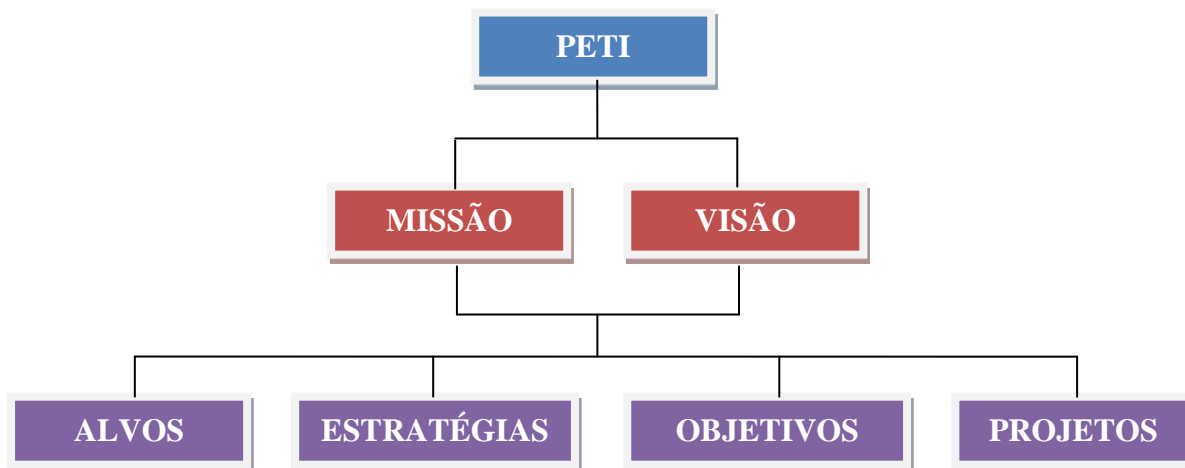 PETI
MISSÃO
VISÃO
ALVOS
ESTRATÉGIAS
OBJETIVOS
PROJETOS